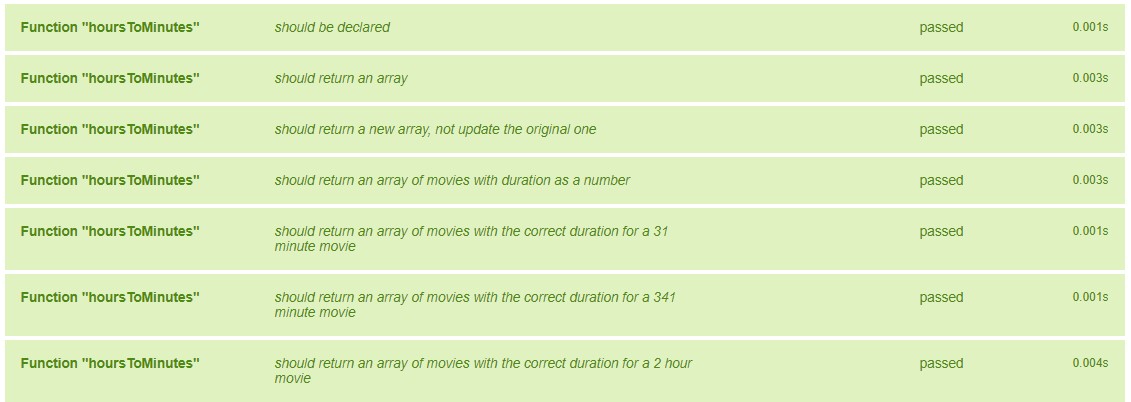 Function "hoursToMinutes" should be declared passed 0.001s
Function "hoursToMinutes" should return an array passed 0.003s
Function "hoursToMinutes" should return a new array, not update the original one passed 0.003s
Function "hoursToMinutes" should return an array of movies with duration as a number passed 0.003s
Function "hoursToMinutes" should return an array of movies with the correct duration for a 31 passed 0.001s
minute movie
Function "hoursToMinutes" should return an array of movies with the correct duration for a 341 passed 0.001s
minute movie
Function "hoursToMinutes" should return an array of movies with the correct duration for a 2 hour passed 0.004s
movie